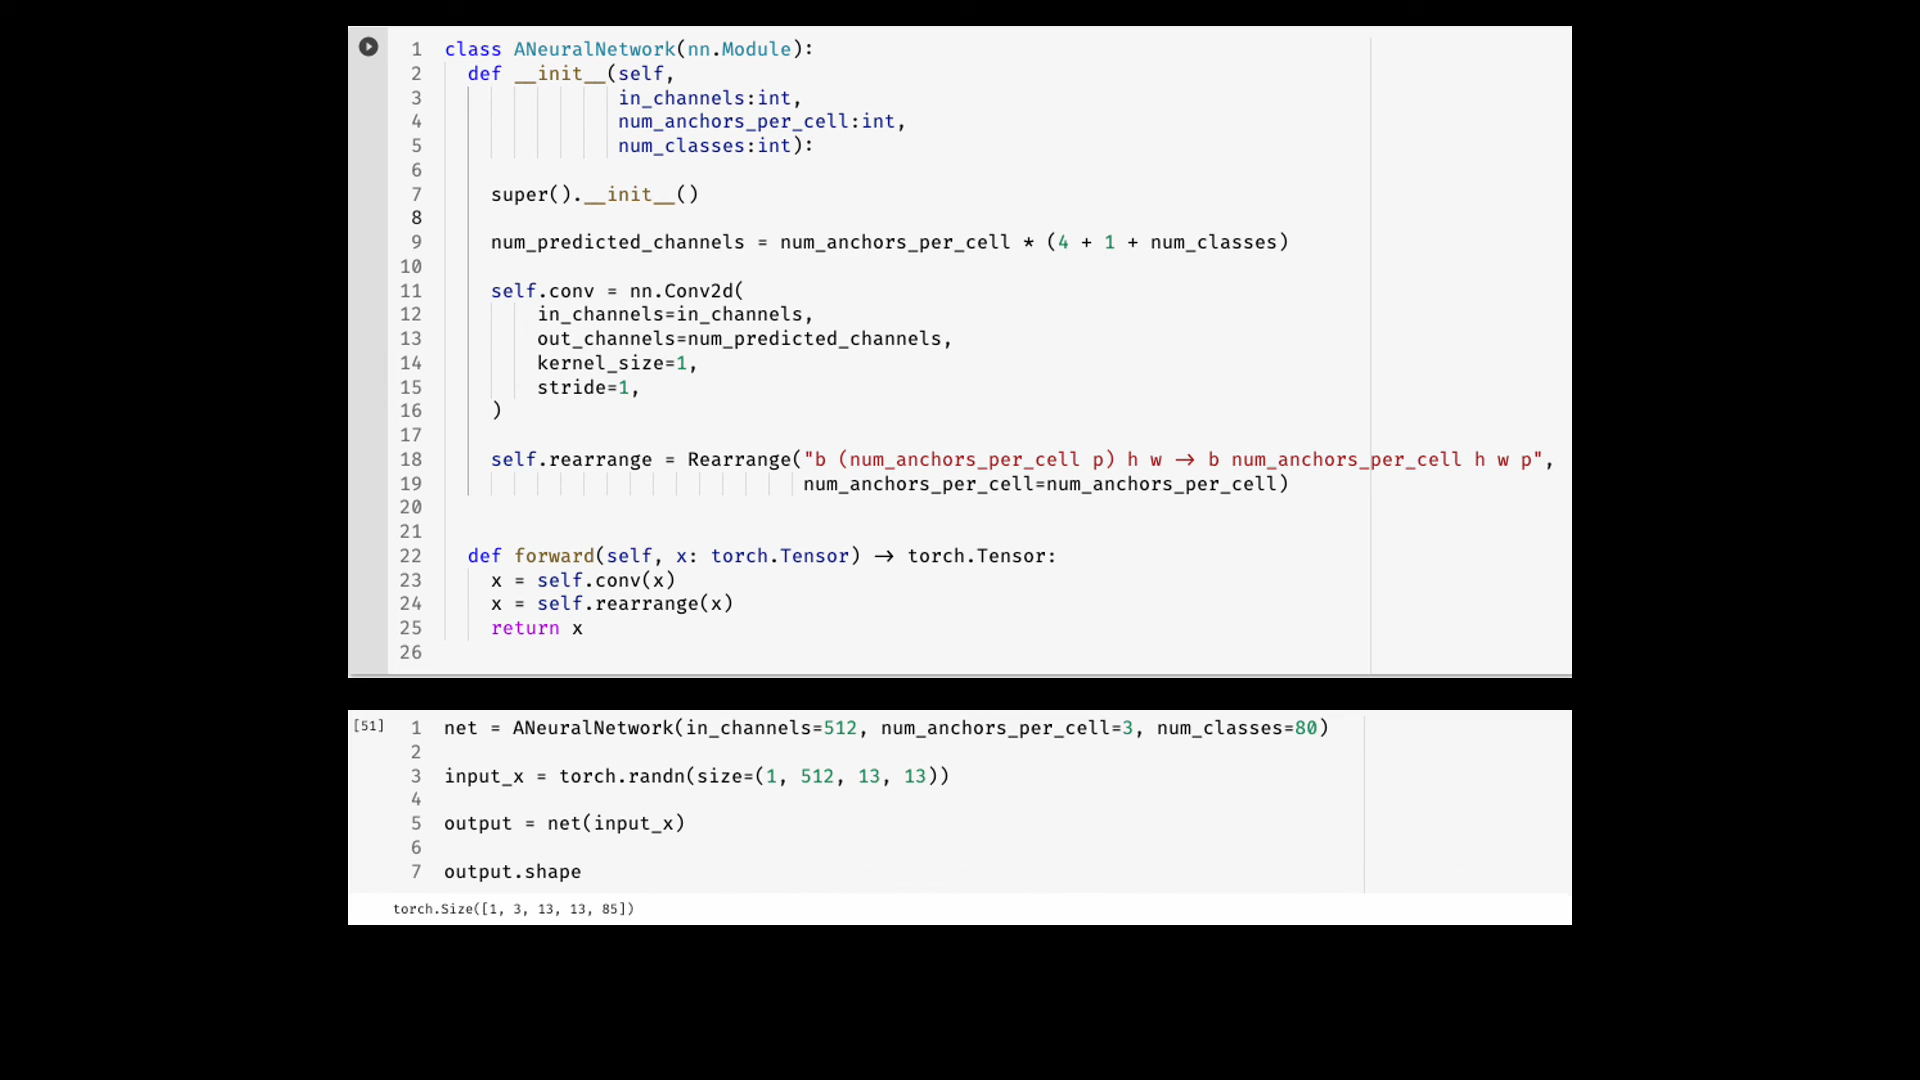 1 class ANeuralNetwork(nn.Module):
2 def __init__(self,
3 in_channels:int,
4 num_anchors_per_cell:int,
5 num_classes:int):
6
7 super().__init__()
8
9 num_predicted_channels = num_anchors_per_cell * (4 + 1 + num_classes)
10
11 self.conv = nn.Conv2d(
12 in_channels=in_channels,
13 out_channels=num_predicted_channels,
14 kernel_size=1,
15 stride=1,
16 )
17
18 self.rearrange = Rearrange("b (num_anchors_per_cell p) h w → b num_anchors_per_cell h w p",
19 num_anchors_per_cell=num_anchors_per_cell)
20
21
22 def forward(self, x: torch.Tensor) → torch.Tensor:
23 x = self.conv(x)
24 x = self.rearrange(x)
25 return x
26
[51] 1 net = ANeuralNetwork(in_channels=512, num_anchors_per_cell=3, num_classes=80)
2
3 input_x = torch.randn(size=(1, 512, 13, 13))
4
5 output = net(input_x)
6
7 output.shape
torch.Size([1, 3, 13, 13, 85])